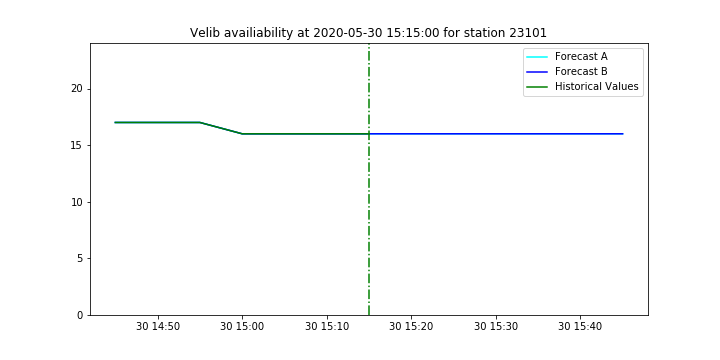 Velib availiability at 2020-05-30 15:15:00 for station 23101
Forecast A
Forecast B
Historical Values
20
15
10
5
0
30 14:50 30 15:00 30 15:10 30 15:20 30 15:30 30 15:40